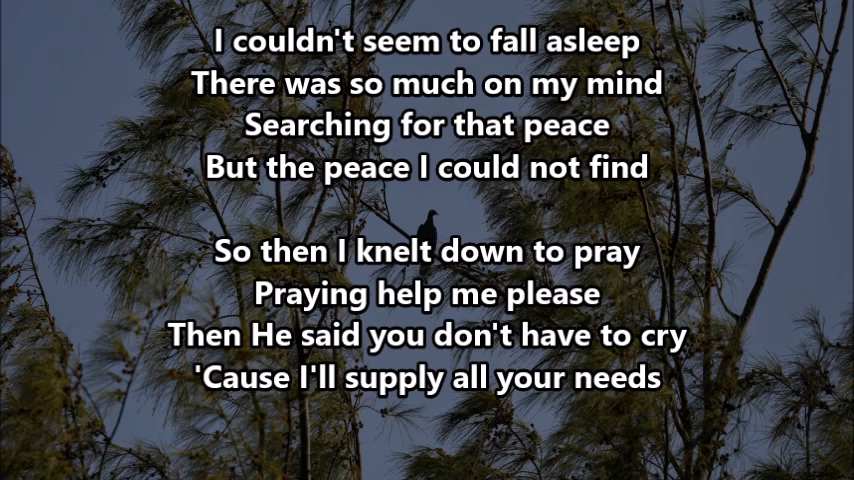 I couldn't seem to fall asleep
There was so much on my mind
Searching for that peace
But the peace I could not find
So then I knelt down to pray
Praying help me please
Then He said you don't have to cry
'Cause I'll supply all your needs